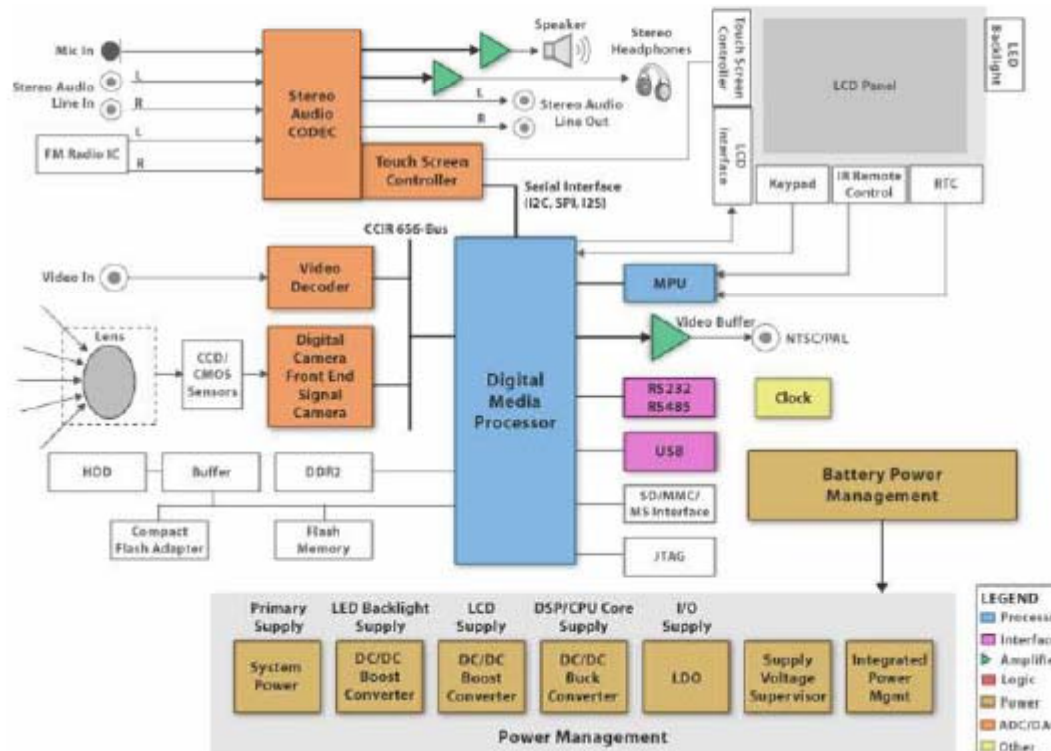 Mic In
Stereo Audio
Line In
L
R
FM Radio IC
L
R
Stereo
Audio
CODEC
Touch Screen
Controller
Speaker
Stereo
Headphones
L
R
Stereo Audio
Line Out
Serial Interface
(I2C, SPI, I2S)
Touch Screen
Controller
LCD
Interface
LCD Panel
LED
Backlight
Keypad
IR Remote
Control
RTC
CCIR 656-Bus
Video In
Video
Decoder
Lens
CCD/
CMOS
Sensors
Digital
Camera
Front End
Signal
Camera
Digital
Media
Processor
MPU
Video Buffer
NTSC/PAL
RS232
RS485
Clock
USB
SD/MMC/
MS Interface
JTAG
HDD
Buffer
DDR2
Compact
Flash Adapter
Flash
Memory
Battery Power
Management
Primary
Supply
LED Backlight
Supply
LCD
Supply
DSP/CPU Core
Supply
I/O
Supply
System
Power
DC/DC
Boost
Converter
DC/DC
Boost
Converter
DC/DC
Buck
Converter
LDO
Supply
Voltage
Supervisor
Integrated
Power
Mgmt
Power Management
LEGEND
Process
Interface
Amplifie
Logic
Power
ADC/DA
Other